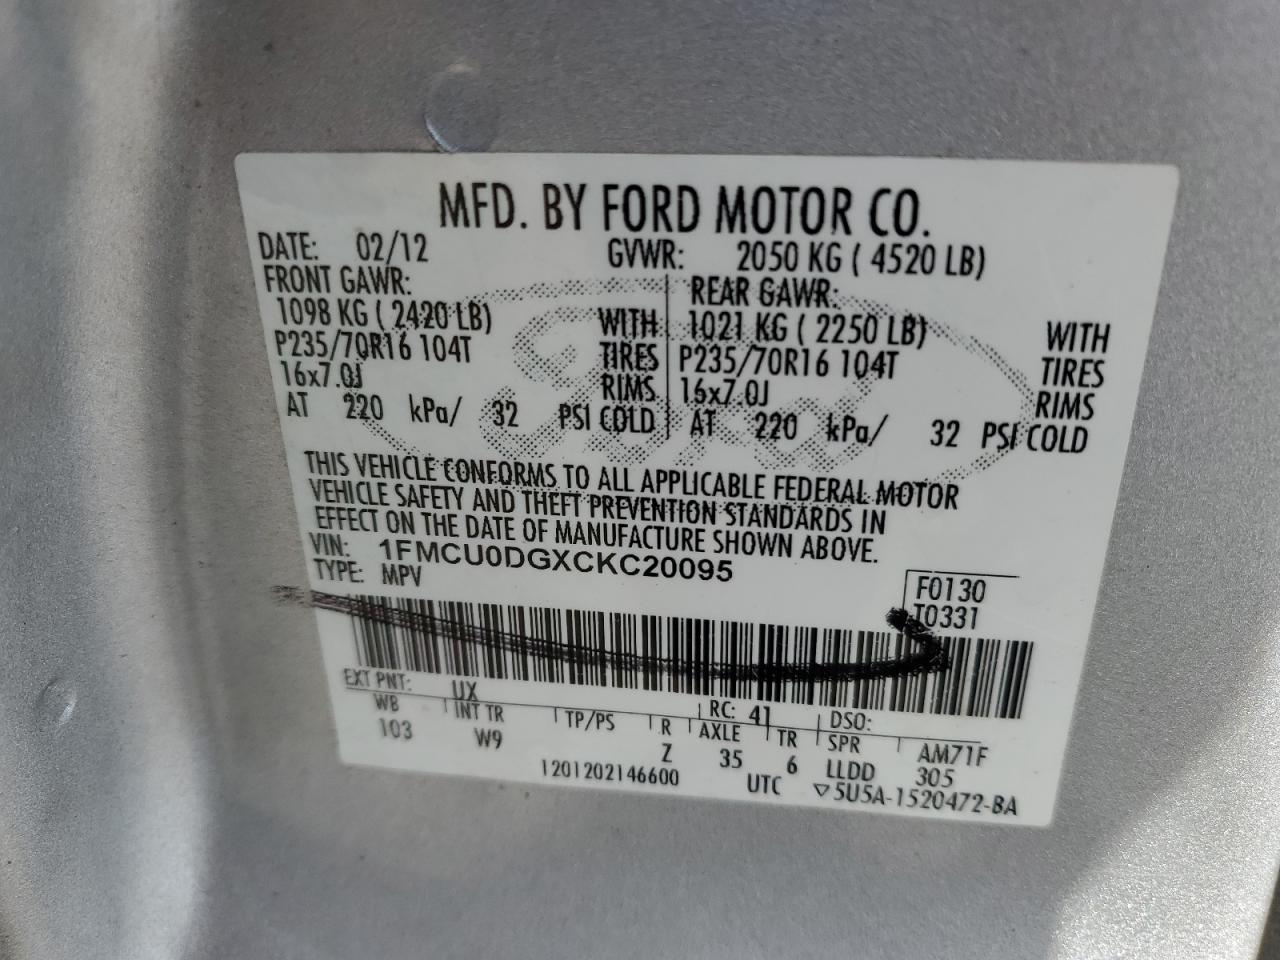 MFD. BY FORD MOTOR CO.
DATE: 02/12 GVWR: 2050 KG ( 4520 LB)
FRONT GAWR: REAR GAWR:
1098 KG ( 2420 LB) WITH 1021 KG ( 2250 LB) WITH
P235/70R16 104T TIRES P235/70R16 104T TIRES
16x7.0J RIMS 16x7.0J RIMS
AT 220 kPa/ 32 PSI COLD AT 220 kPa/ 32 PSI COLD
Ford
THIS VEHICLE CONFORMS TO ALL APPLICABLE FEDERAL MOTOR
VEHICLE SAFETY AND THEFT PREVENTION STANDARDS IN
EFFECT ON THE DATE OF MANUFACTURE SHOWN ABOVE.
VIN: 1FMCU0DGXCKC20095
TYPE: MPV
F0130
T0331
EXT PNT: UX RC: 41 DSO:
WB INT TR TP/PS R AXLE TR SPR AM71F
103 W9 Z 35 6 LLDD 305
1201202146600 UTC ▽5U5A-1520472-BA